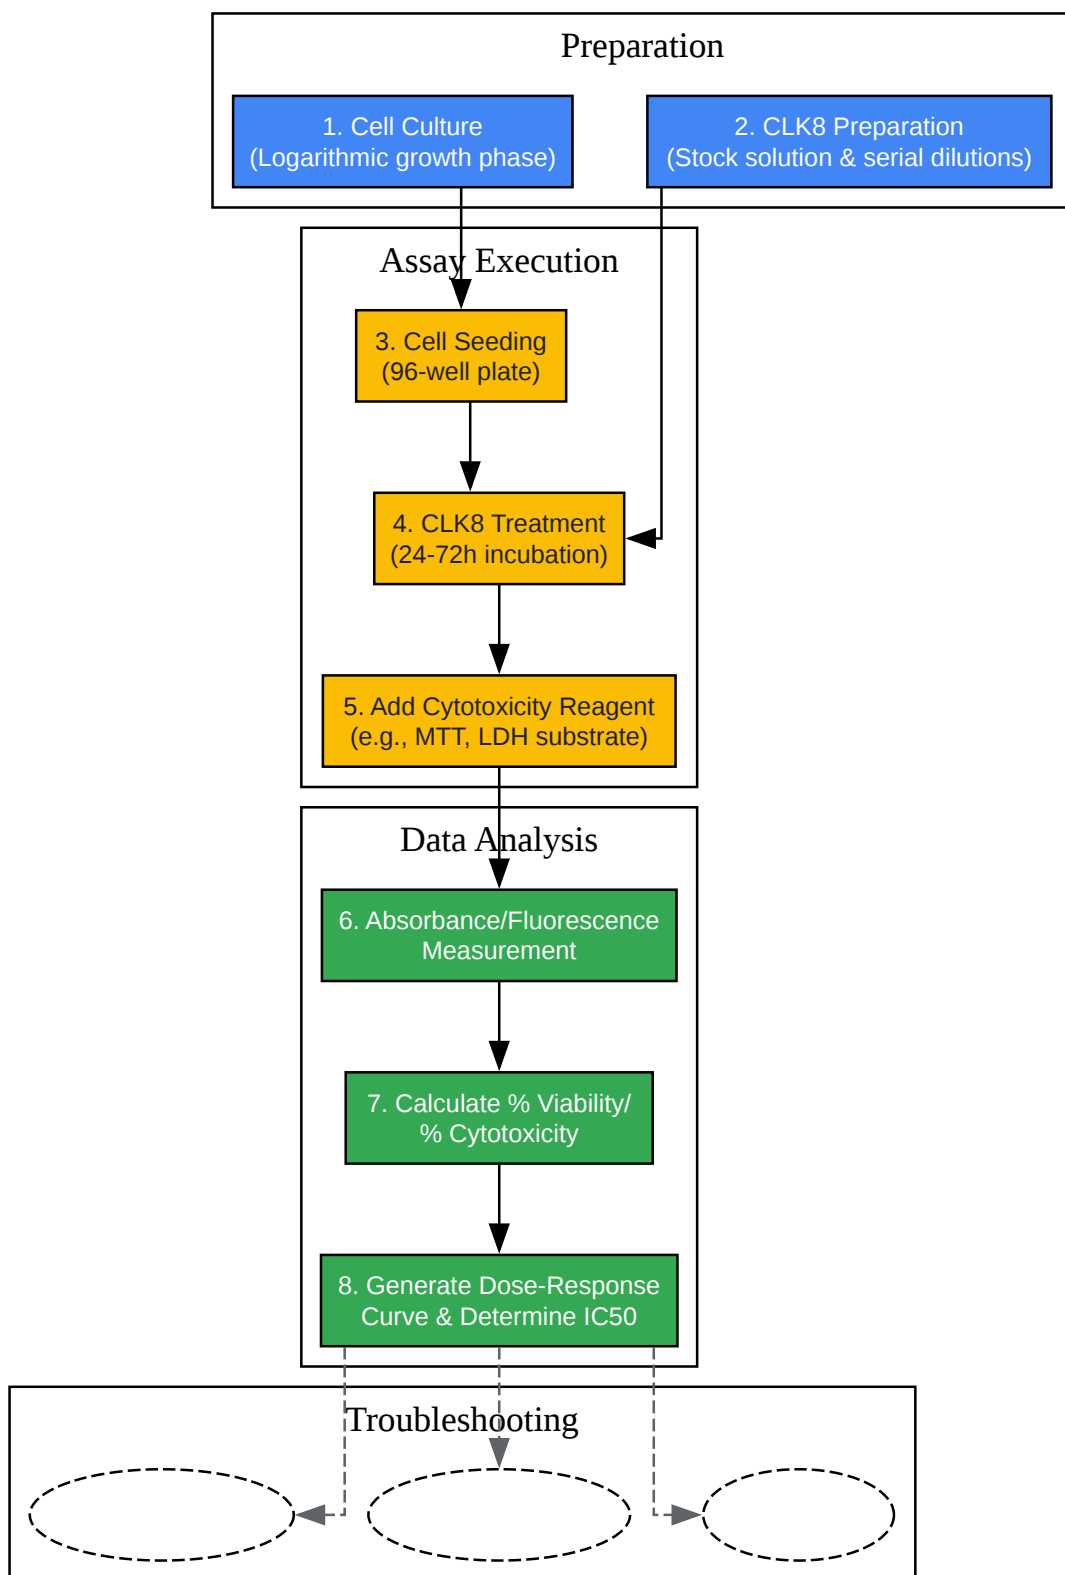 Preparation
1. Cell Culture
(Logarithmic growth phase)
2. CLK8 Preparation
(Stock solution & serial dilutions)
Assay Execution
3. Cell Seeding
(96-well plate)
4. CLK8 Treatment
(24-72h incubation)
5. Add Cytotoxicity Reagent
(e.g., MTT, LDH substrate)
Data Analysis
6. Absorbance/Fluorescence
Measurement
7. Calculate % Viability/
% Cytotoxicity
8. Generate Dose-Response
Curve & Determine IC50
Troubleshooting